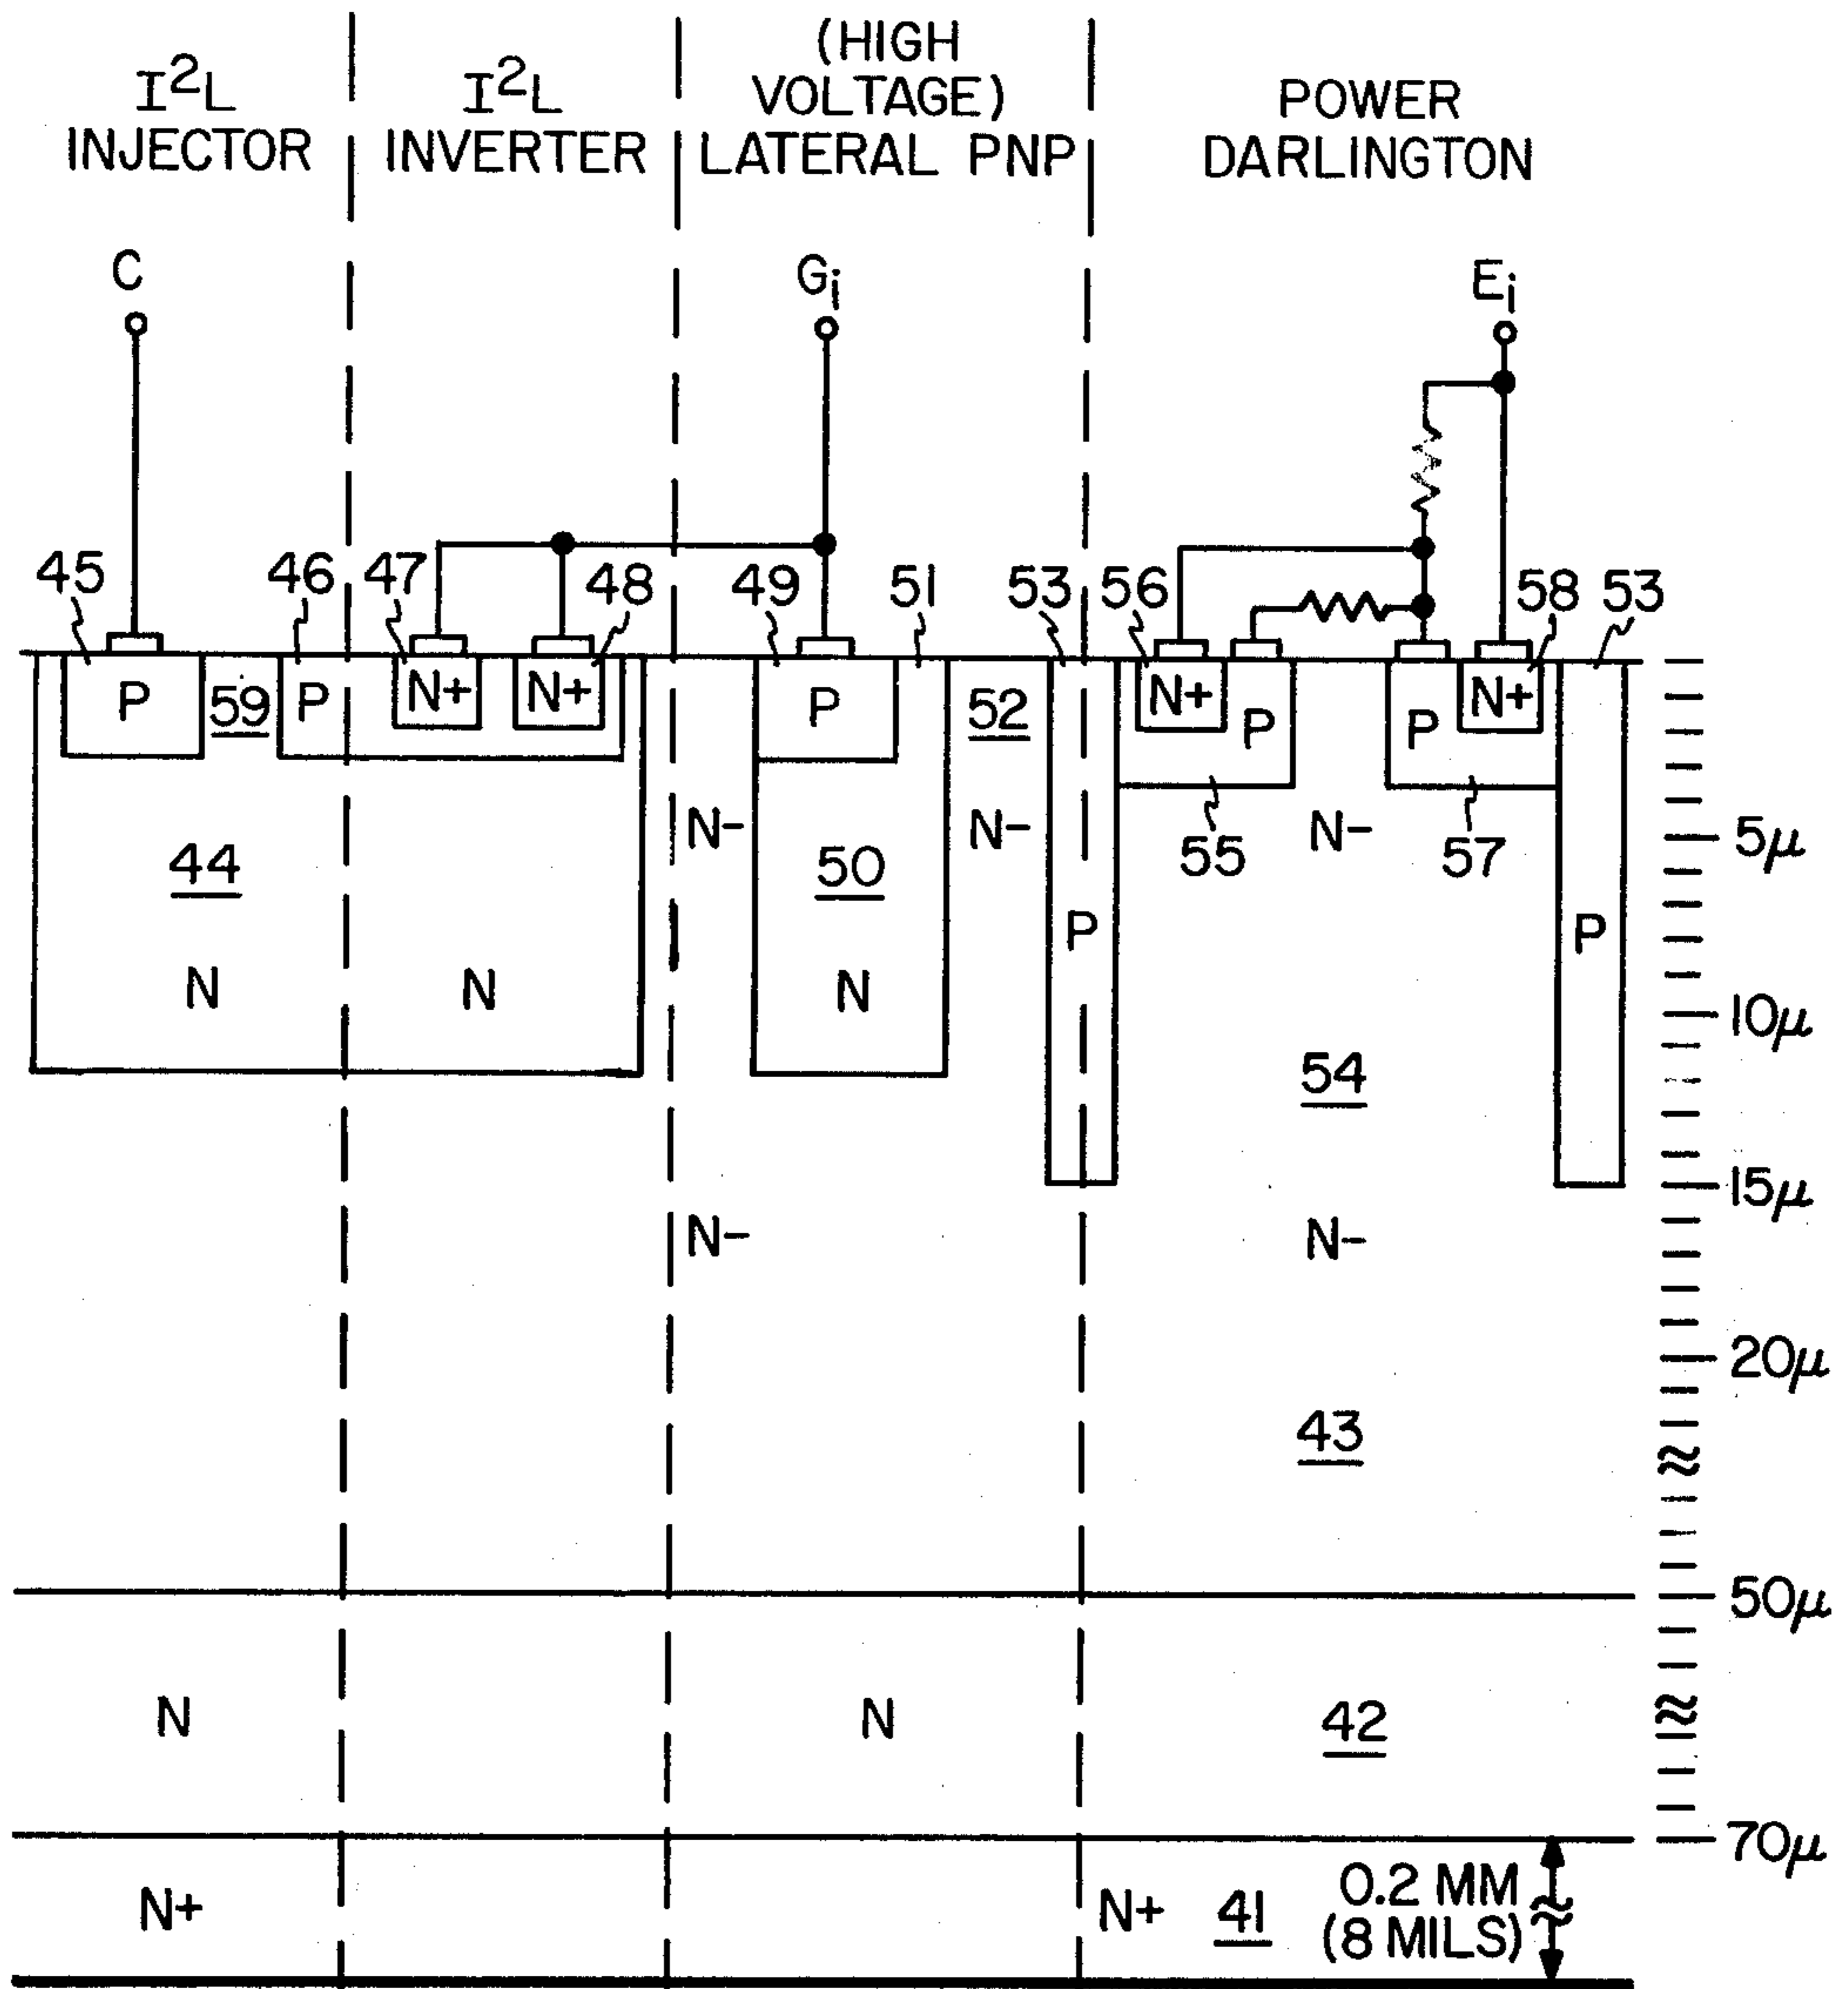 I²L
INJECTOR
I²L
INVERTER
(HIGH
VOLTAGE)
LATERAL PNP
POWER
DARLINGTON
C
Gi
Ei
45
46
47
48
49
51
53
56
58
53
P
59
P
N+
N+
P
52
N+
P
P
N+
44
N-
50
N-
55
N-
57
5μ
P
P
N
N
N
10μ
54
15μ
N-
N-
20μ
43
50μ
N
N
42
70μ
N+
N+
41
0.2 MM
(8 MILS)